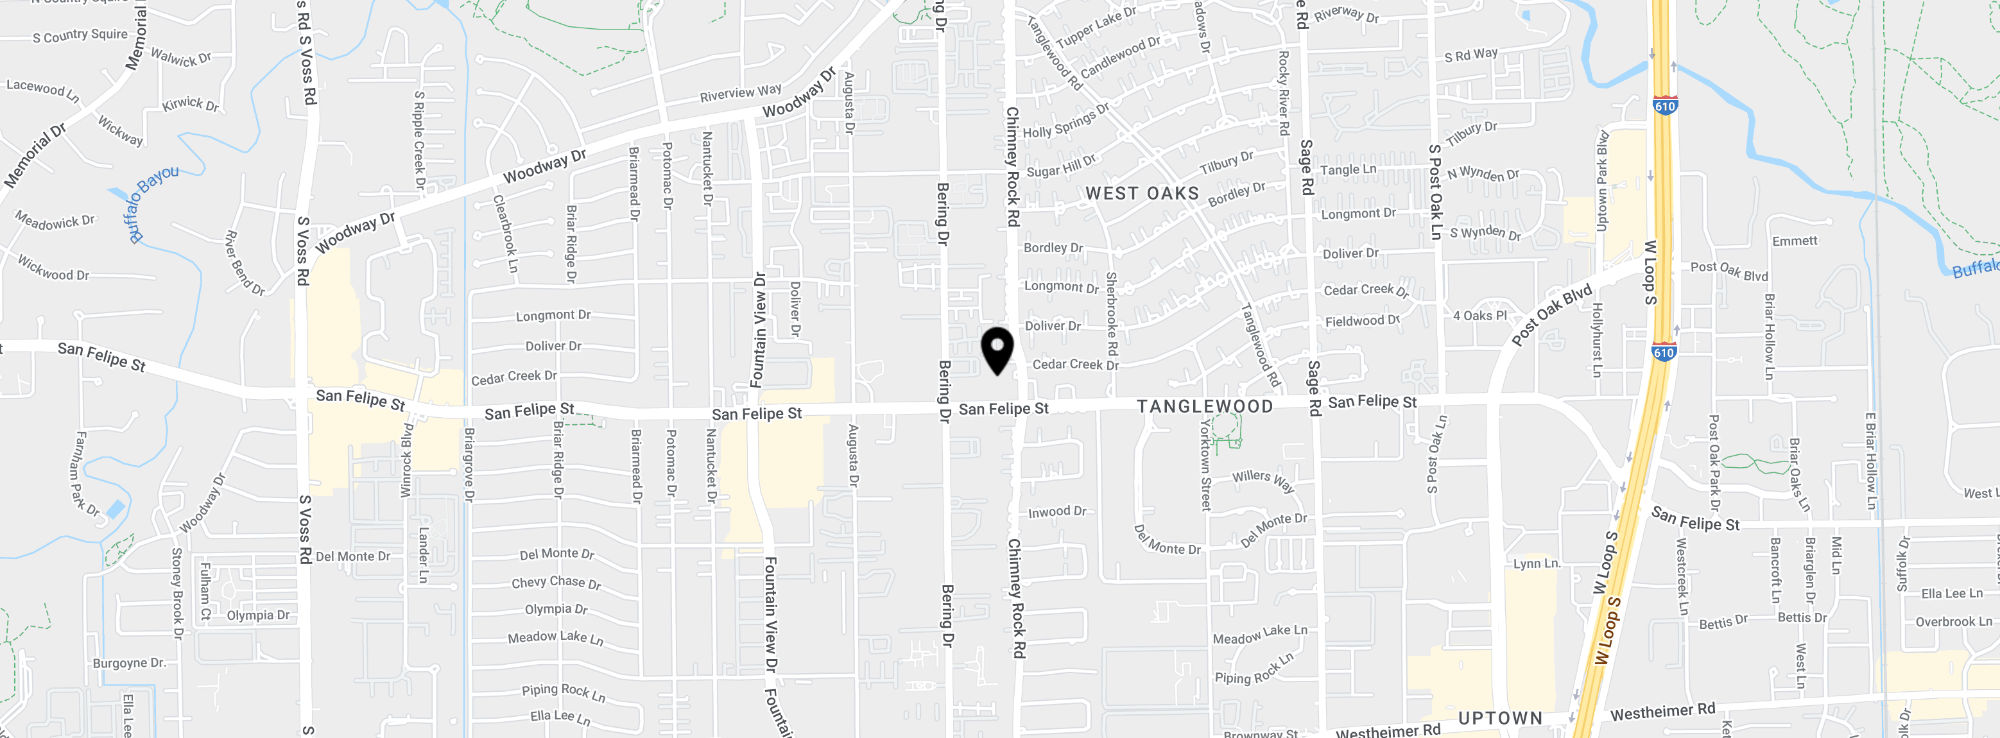 N Country Squire
S Country Squire
Walwick Dr
Memorial
Lacewood Ln
Kirwick Dr
Wickway
Memorial Dr
S Voss Rd
S Voss Rd
S Ripple Creek Dr
Riverview Way
Woodway Dr
Augusta Dr
Bering Dr
Tanglewood Rd
Tupper Lake Dr
Candlewood Dr
Riverway Dr
S Rd Way
Rocky River Rd
Sage Rd
610
Chimney Rock Rd
Holly Springs Dr
Sugar Hill Dr
Tilbury Dr
Tilbury Dr
Bordley Dr
WEST OAKS
Tangle Ln
N Wynden Dr
S Post Oak Ln
Uptown Park Blvd
Longmont Dr
S Wynden Dr
Doliver Dr
Buffalo Bayou
Meadowick Dr
Wickwood Dr
River Bend Dr
Woodway Dr
Woodway Dr
Clearbrook Ln
Briar Ridge Dr
Briarmead Dr
Potomac Dr
Nantucket Dr
Fountain View Dr
Doliver Dr
Bering Dr
Bordley Dr
Longmont Dr
Doliver Dr
Cedar Creek Dr
Sherbrooke Rd
Tanglewood Rd
Cedar Creek Dr
Fieldwood Dr
4 Oaks Pl
Post Oak Blvd
Post Oak Blvd
Hollyhurst Ln
W Loop S
Emmett
Briar Hollow Ln
610
S Voss Rd
San Felipe St
San Felipe St
Longmont Dr
Doliver Dr
Cedar Creek Dr
San Felipe St
San Felipe St
Bering Dr
San Felipe St
TANGLEWOOD
Sage Rd
San Felipe St
Farnham Park Dr
Woodway Dr
S Voss Rd
Winrock Blvd
Briargrove Dr
Briar Ridge Dr
Briarmead Dr
Potomac Dr
Nantucket Dr
Augusta Dr
Yorktown Street
Willers Way
Del Monte Dr
Del Monte Dr
Inwood Dr
S Post Oak Ln
Post Oak Park Dr
Briar Oaks Ln
E Briar Hollow Ln
San Felipe St
Stoney Brook Dr
Fulham Ct
Olympia Dr
Del Monte Dr
Lander Ln
Burgoyne Dr.
Del Monte Dr
Chevy Chase Dr
Olympia Dr
Meadow Lake Ln
Piping Rock Ln
Ella Lee Ln
Fountain View Dr
Bering Dr
Chimney Rock Rd
Meadow Lake Ln
Piping Rock Ln
Lynn Ln.
W Loop S
W Loop S
Westcreek Ln
Bancroft Ln
Briarglen Dr
Mid Ln
Bettis Dr
Bettis Dr
West Ln
Suffolk Dr
Ella Lee Ln
Overbrook Ln
UPTOWN
Westheimer Rd
Westheimer Rd
Brownway St